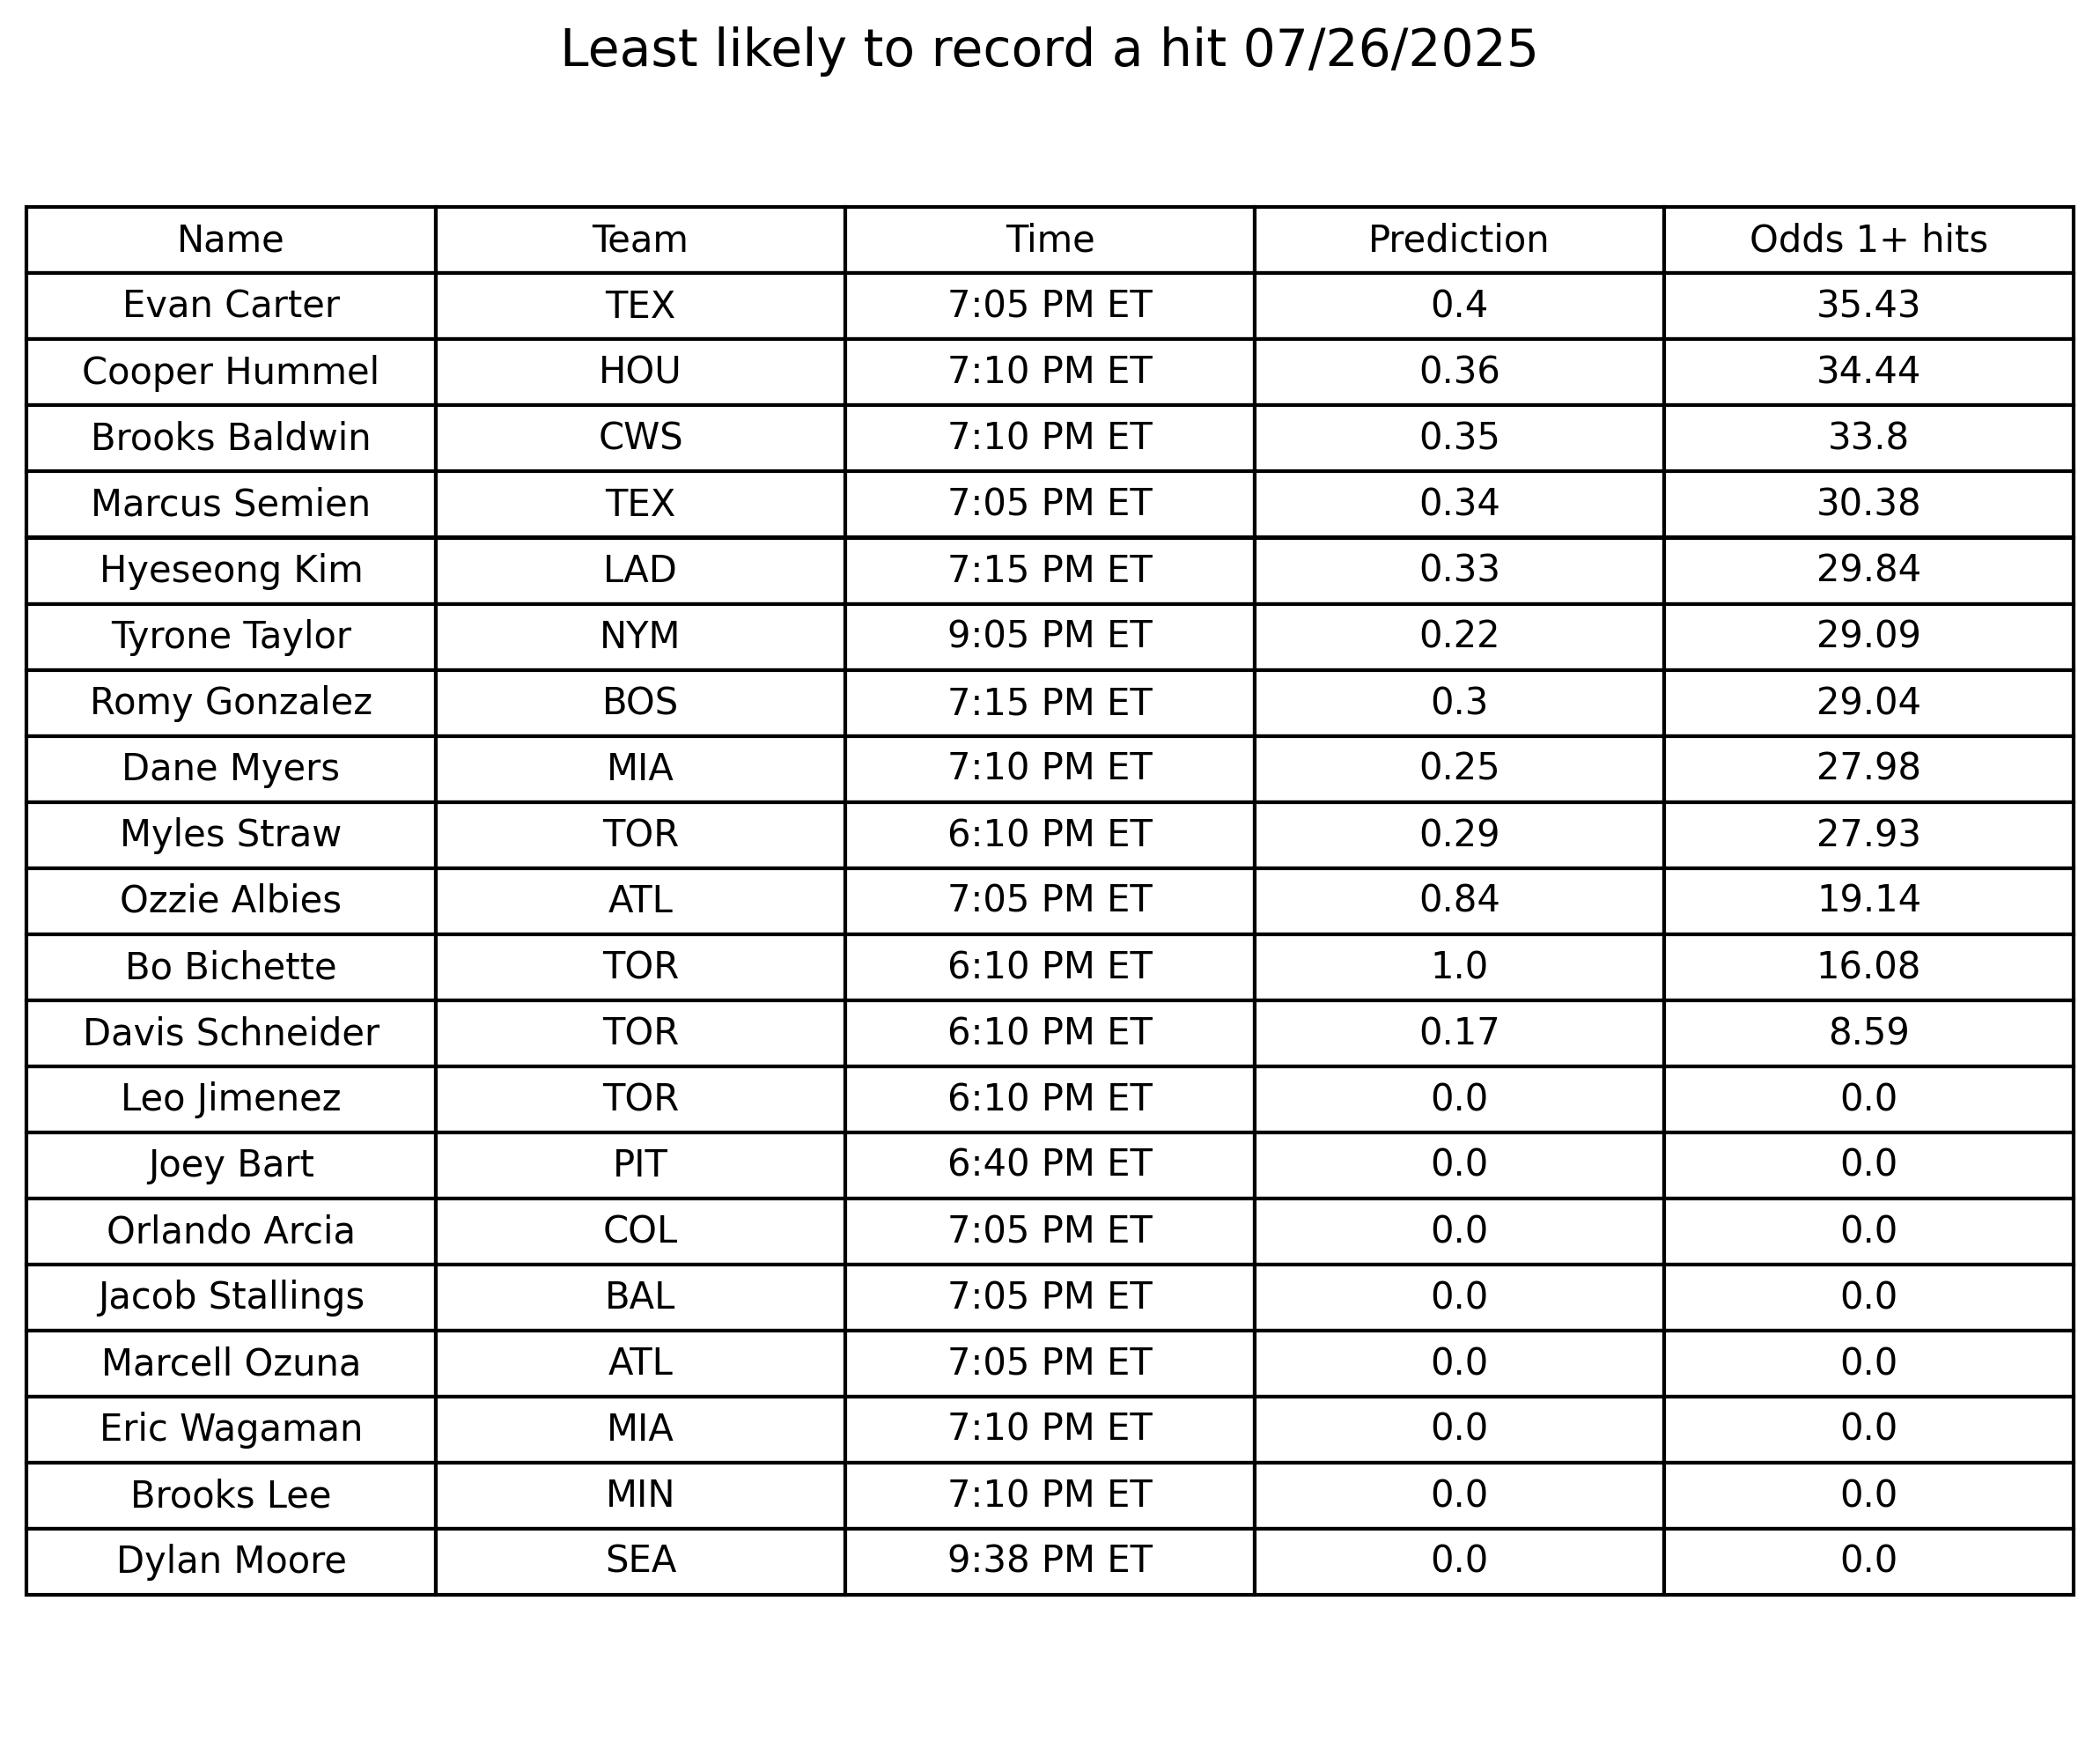 Least likely to record a hit 07/26/2025
Name Team Time Prediction Odds 1+ hits
Evan Carter TEX 7:05 PM ET 0.4 35.43
Cooper Hummel HOU 7:10 PM ET 0.36 34.44
Brooks Baldwin CWS 7:10 PM ET 0.35 33.8
Marcus Semien TEX 7:05 PM ET 0.34 30.38
Hyeseong Kim LAD 7:15 PM ET 0.33 29.84
Tyrone Taylor NYM 9:05 PM ET 0.22 29.09
Romy Gonzalez BOS 7:15 PM ET 0.3 29.04
Dane Myers MIA 7:10 PM ET 0.25 27.98
Myles Straw TOR 6:10 PM ET 0.29 27.93
Ozzie Albies ATL 7:05 PM ET 0.84 19.14
Bo Bichette TOR 6:10 PM ET 1.0 16.08
Davis Schneider TOR 6:10 PM ET 0.17 8.59
Leo Jimenez TOR 6:10 PM ET 0.0 0.0
Joey Bart PIT 6:40 PM ET 0.0 0.0
Orlando Arcia COL 7:05 PM ET 0.0 0.0
Jacob Stallings BAL 7:05 PM ET 0.0 0.0
Marcell Ozuna ATL 7:05 PM ET 0.0 0.0
Eric Wagaman MIA 7:10 PM ET 0.0 0.0
Brooks Lee MIN 7:10 PM ET 0.0 0.0
Dylan Moore SEA 9:38 PM ET 0.0 0.0